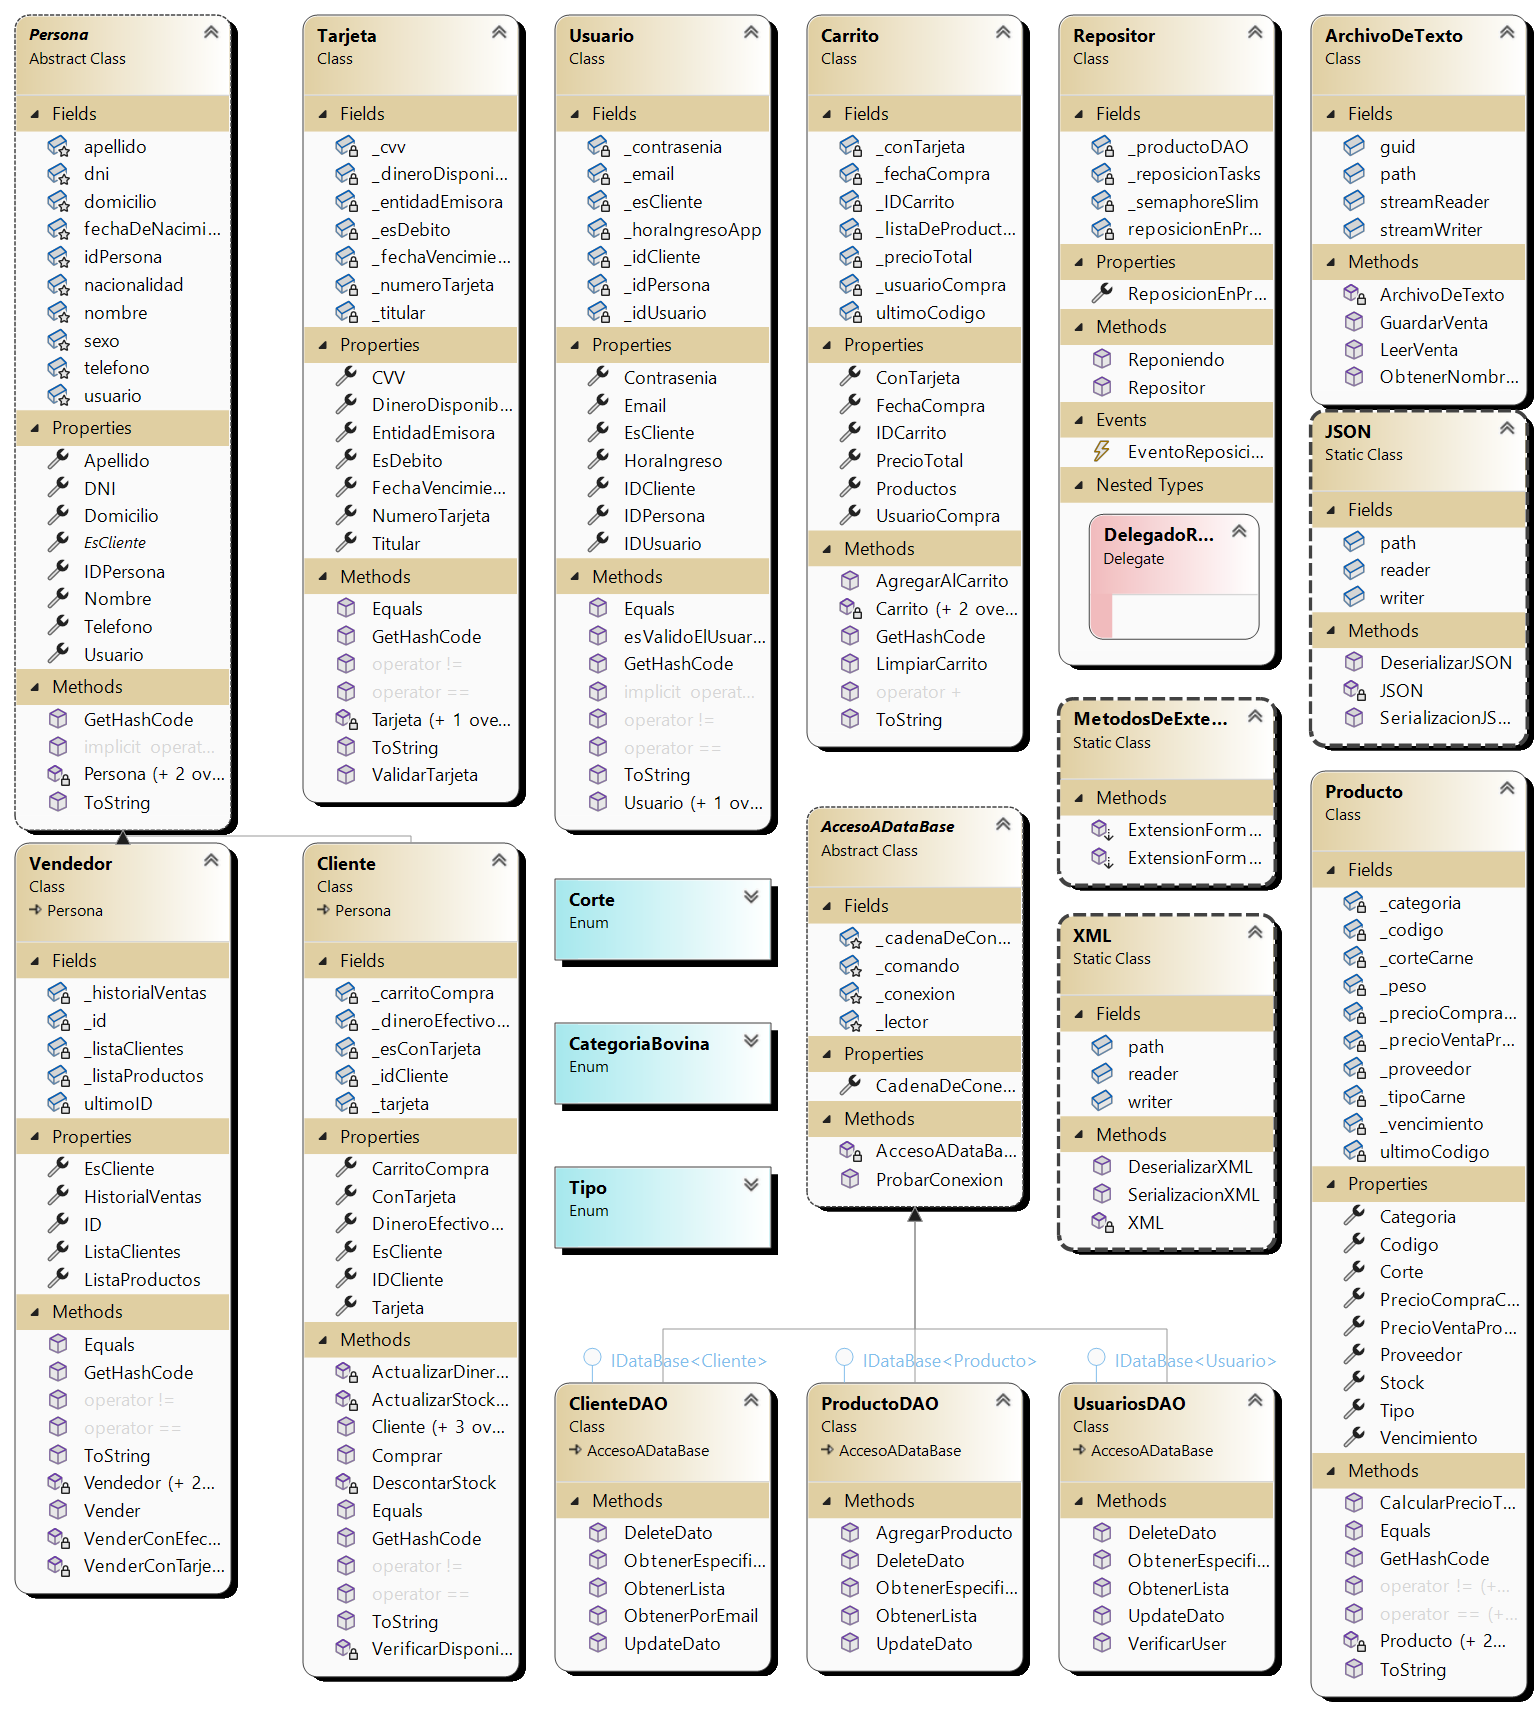 Persona
Abstract Class
Fields
apellido
dni
domicilio
fechaDeNacimi...
idPersona
nacionalidad
nombre
sexo
telefono
usuario
Properties
Apellido
DNI
Domicilio
EsCliente
IDPersona
Nombre
Telefono
Usuario
Methods
GetHashCode
implicit operat...
Persona (+ 2 ov...
ToString
Vendedor
Class
Persona
Fields
_historialVentas
_id
_listaClientes
_listaProductos
ultimoID
Properties
EsCliente
HistorialVentas
ID
ListaClientes
ListaProductos
Methods
Equals
GetHashCode
operator !=
operator ==
ToString
Vendedor (+ 2...
Vender
VenderConEfec...
VenderConTarje...
Tarjeta
Class
Fields
_cvv
_dineroDisponi...
_entidadEmisora
_esDebito
_fechaVencimie...
_numeroTarjeta
_titular
Properties
CVV
DineroDisponib...
EntidadEmisora
EsDebito
FechaVencimie...
NumeroTarjeta
Titular
Methods
Equals
GetHashCode
operator !=
operator ==
Tarjeta (+ 1 ove...
ToString
ValidarTarjeta
Cliente
Class
Persona
Fields
_carritoCompra
_dineroEfectivo...
_esConTarjeta
_idCliente
_tarjeta
Properties
CarritoCompra
ConTarjeta
DineroEfectivo...
EsCliente
IDCliente
Tarjeta
Methods
ActualizarDiner...
ActualizarStock...
Cliente (+ 3 ov...
Comprar
DescontarStock
Equals
GetHashCode
operator !=
operator ==
ToString
VerificarDisponi...
Usuario
Class
Fields
_contrasenia
_email
_esCliente
_horaIngresoApp
_idCliente
_idPersona
_idUsuario
Properties
Contrasenia
Email
EsCliente
HoraIngreso
IDCliente
IDPersona
IDUsuario
Methods
Equals
esValidoElUsuar...
GetHashCode
implicit operat...
operator !=
operator ==
ToString
Usuario (+ 1 ov...
Corte
Enum
CategoriaBovina
Enum
Tipo
Enum
IDataBase<Cliente>
ClienteDAO
Class
AccesoADataBase
Methods
DeleteDato
ObtenerEspecifi...
ObtenerLista
ObtenerPorEmail
UpdateDato
Carrito
Class
Fields
_conTarjeta
_fechaCompra
_IDCarrito
_listaDeProduct...
_precioTotal
_usuarioCompra
ultimoCodigo
Properties
ConTarjeta
FechaCompra
IDCarrito
PrecioTotal
Productos
UsuarioCompra
Methods
AgregarAlCarrito
Carrito (+ 2 ove...
GetHashCode
LimpiarCarrito
operator +
ToString
AccesoADataBase
Abstract Class
Fields
_cadenaDeCon...
_comando
_conexion
_lector
Properties
CadenaDeCone...
Methods
AccesoADataBa...
ProbarConexion
IDataBase<Producto>
ProductoDAO
Class
AccesoADataBase
Methods
AgregarProducto
DeleteDato
ObtenerEspecifi...
ObtenerLista
UpdateDato
Repositor
Class
Fields
_productoDAO
_reposicionTasks
_semaphoreSlim
reposicionEnPr...
Properties
ReposicionEnPr...
Methods
Reponiendo
Repositor
Events
EventoReposici...
Nested Types
DelegadoR...
Delegate
MetodosDeExte...
Static Class
Methods
ExtensionForm ...
ExtensionForm ...
XML
Static Class
Fields
path
reader
writer
Methods
DeserializarXML
SerializacionXML
XML
IDataBase<Usuario>
UsuariosDAO
Class
AccesoADataBase
Methods
DeleteDato
ObtenerEspecifi...
ObtenerLista
UpdateDato
VerificarUser
ArchivoDeTexto
Class
Fields
guid
path
streamReader
streamWriter
Methods
ArchivoDeTexto
GuardarVenta
LeerVenta
ObtenerNombr...
JSON
Static Class
Fields
path
reader
writer
Methods
DeserializarJSON
JSON
SerializacionJS...
Producto
Class
Fields
_categoria
_codigo
_corteCarne
_peso
_precioCompra...
_precioVentaPr...
_proveedor
_tipoCarne
_vencimiento
ultimoCodigo
Properties
Categoria
Codigo
Corte
PrecioCompraC...
PrecioVentaPro...
Proveedor
Stock
Tipo
Vencimiento
Methods
CalcularPrecioT...
Equals
GetHashCode
operator != (+...
operator == (+...
Producto (+ 2...
ToString